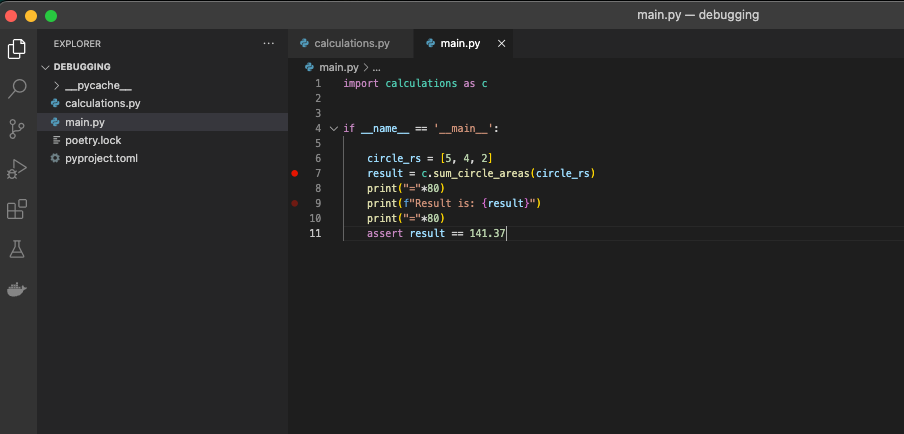 main.py — debugging
EXPLORER
calculations.py
main.py
DEBUGGING
__pycache__
calculations.py
main.py
poetry.lock
pyproject.toml
main.py > ...
1 import calculations as c
2
3
4 if __name__ == '__main__':
5
6 circle_rs = [5, 4, 2]
7 result = c.sum_circle_areas(circle_rs)
8 print("="*80)
9 print(f"Result is: {result}")
10 print("="*80)
11 assert result == 141.37